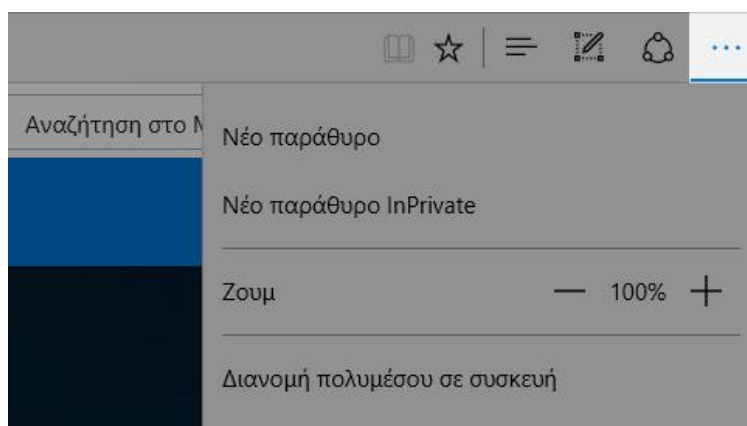 Αναζήτηση στο
Νέο παράθυρο
Νέο παράθυρο InPrivate
Ζουμ — 100% +
Διανομή πολυμέσου σε συσκευή